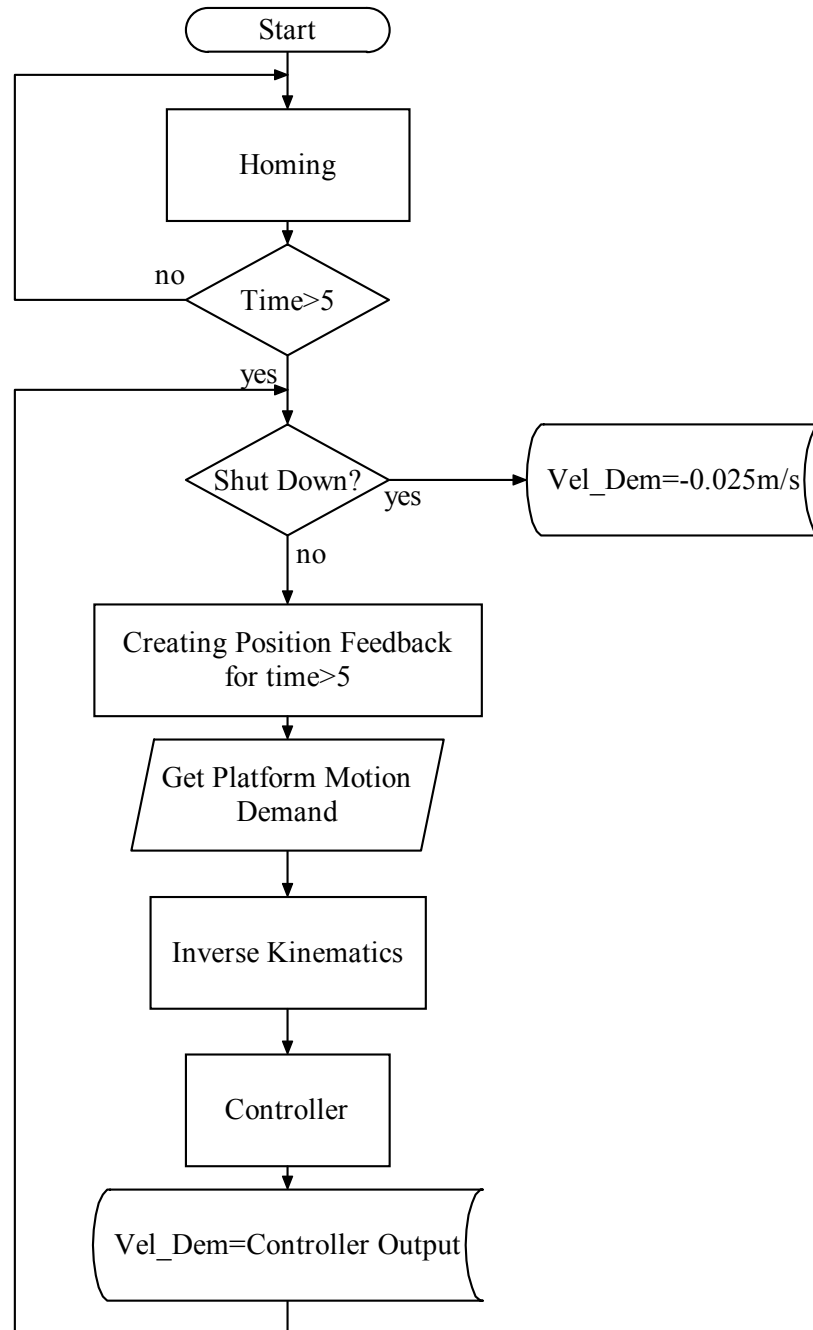 Start
Homing
no
Time>5
yes
Shut Down?
yes
Vel_Dem=-0.025m/s
no
Creating Position Feedback
for time>5
Get Platform Motion
Demand
Inverse Kinematics
Controller
Vel_Dem=Controller Output